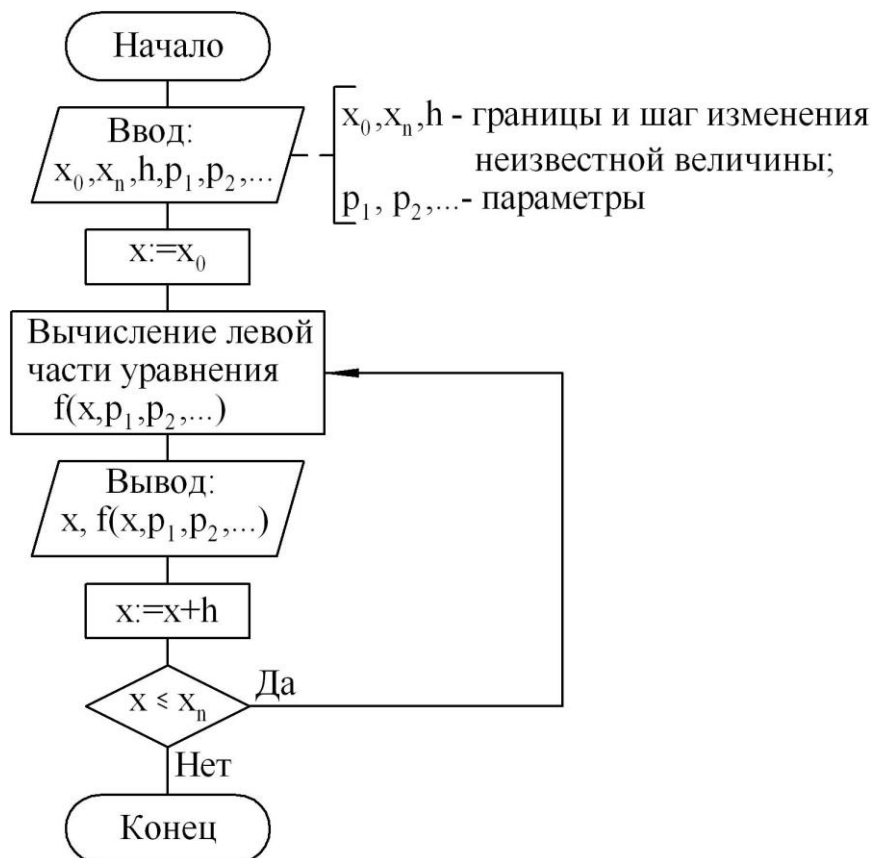 Начало
Ввод:
x₀,xₙ,h,p₁,p₂,...
x₀,xₙ,h - границы и шаг изменения
неизвестной величины;
p₁, p₂,...- параметры
x:=x₀
Вычисление левой
части уравнения
f(x,p₁,p₂,...)
Вывод:
x, f(x,p₁,p₂,...)
x:=x+h
x ≤ xₙ
Да
Нет
Конец